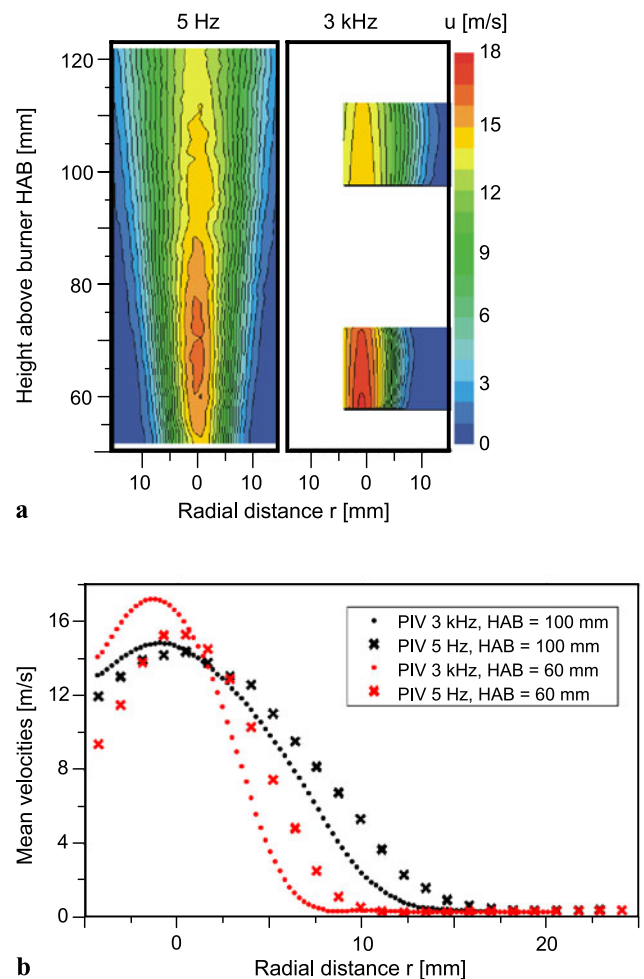 5 Hz 3 kHz u [m/s]
Height above burner HAB [mm]
120
100
80
60
18
15
12
9
6
3
0
10 0 10 10 0 10
Radial distance r [mm]
a
Mean velocities [m/s]
16
12
8
4
0
PIV 3 kHz, HAB = 100 mm
PIV 5 Hz, HAB = 100 mm
PIV 3 kHz, HAB = 60 mm
PIV 5 Hz, HAB = 60 mm
0 10 20
Radial distance r [mm]
b